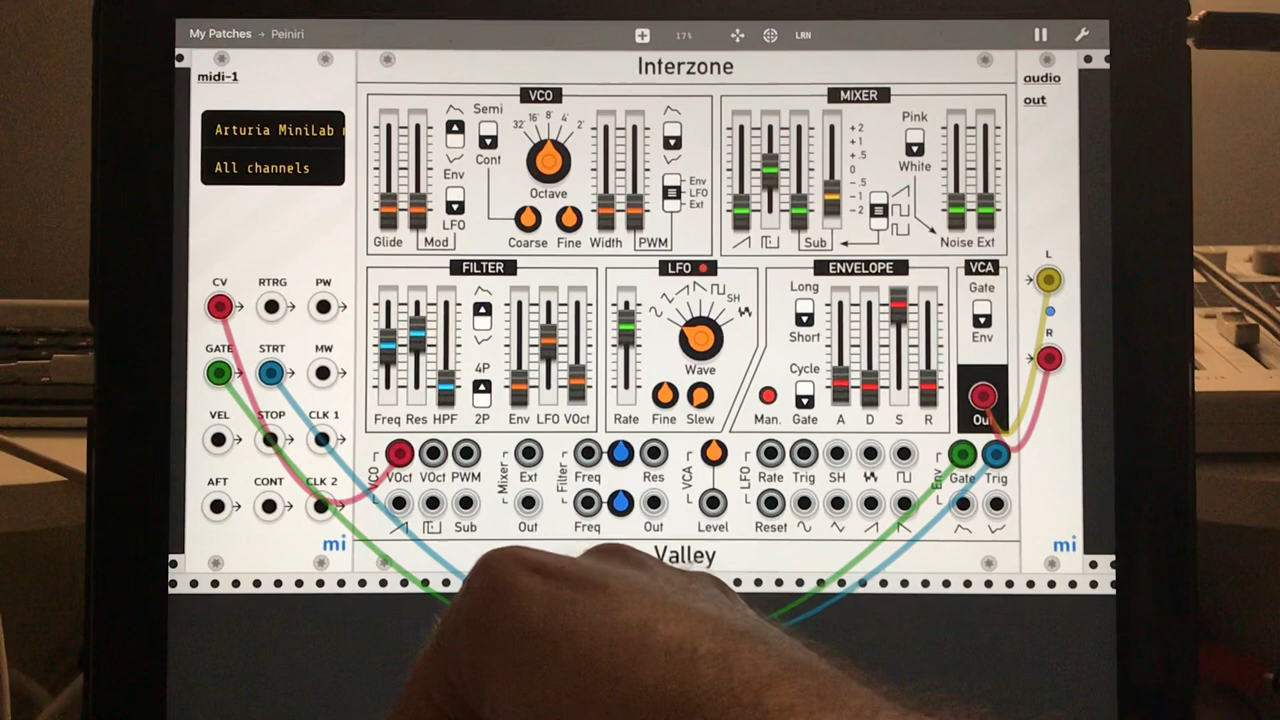 My Patches → Peiniri
17%
LRN
midi-1
Arturia MiniLab
All channels
CV RTRG PW
GATE STRT MW
VEL STOP CLK 1
AFT CONT CLK 2
mi
Interzone
VCO
Semi
Cont
Env
LFO
32' 16' 8' 4' 2'
Octave
Env
LFO
Ext
Glide Mod Coarse Fine Width PWM
MIXER
+2
+1
+.5
0
-.5
-1
-2
Pink
White
Sub
Noise Ext
FILTER
4P
2P
Freq Res HPF Env LFO VOct
LFO
SH
Wave
Rate Fine Slew
ENVELOPE
Long
Short
Cycle
Man. Gate A D S R
VCA
Gate
Env
Out
VCO
VOct VOct PWM
Sub
Mixer
Ext
Out
Filter
Freq Res
Freq Out
VCA
Level
LFO
Rate Trig SH
Reset
Env
Gate Trig
Valley
audio
out
L
R
mi